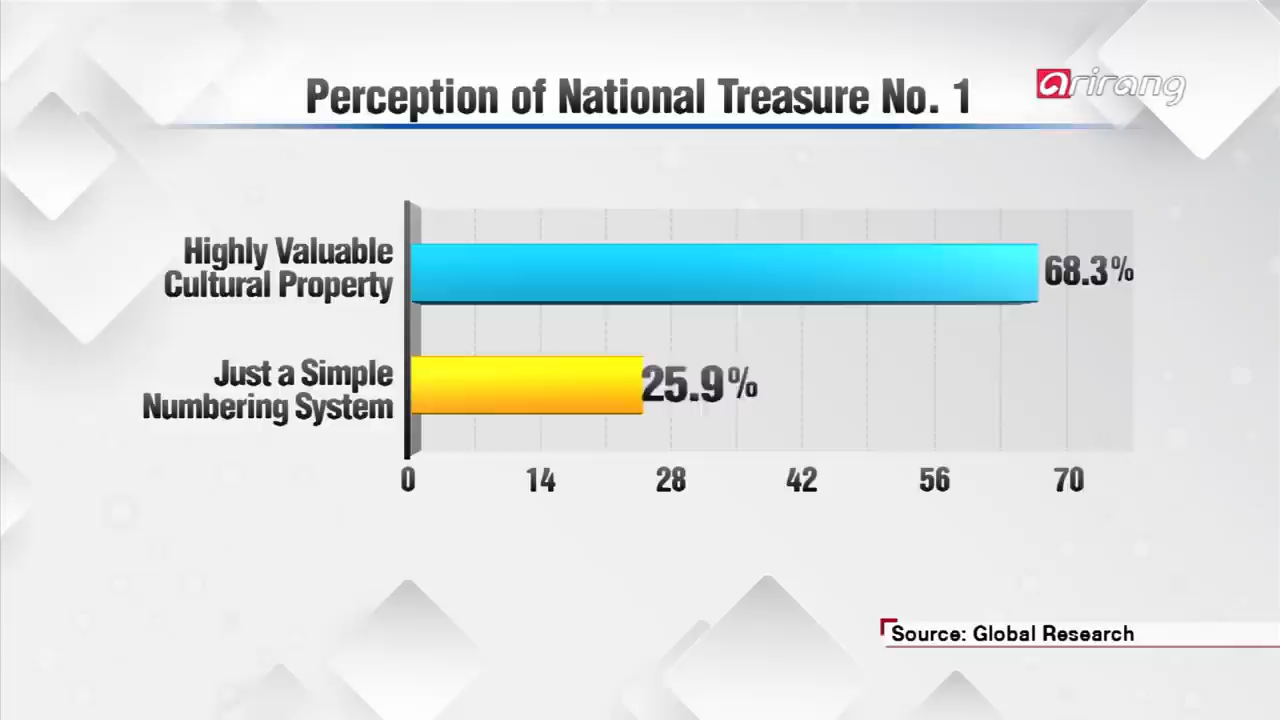 Perception of National Treasure No. 1
arirang
Highly Valuable
Cultural Property
68.3%
Just a Simple
Numbering System
25.9%
0 14 28 42 56 70
Source: Global Research